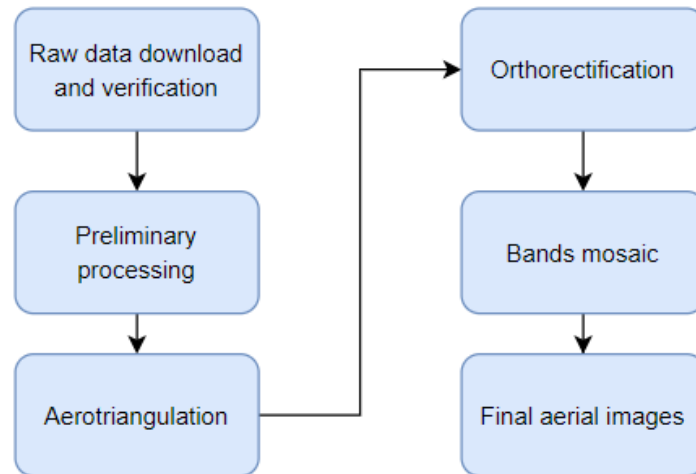 Raw data download
and verification
Preliminary
processing
Aerotriangulation
Orthorectification
Bands mosaic
Final aerial images